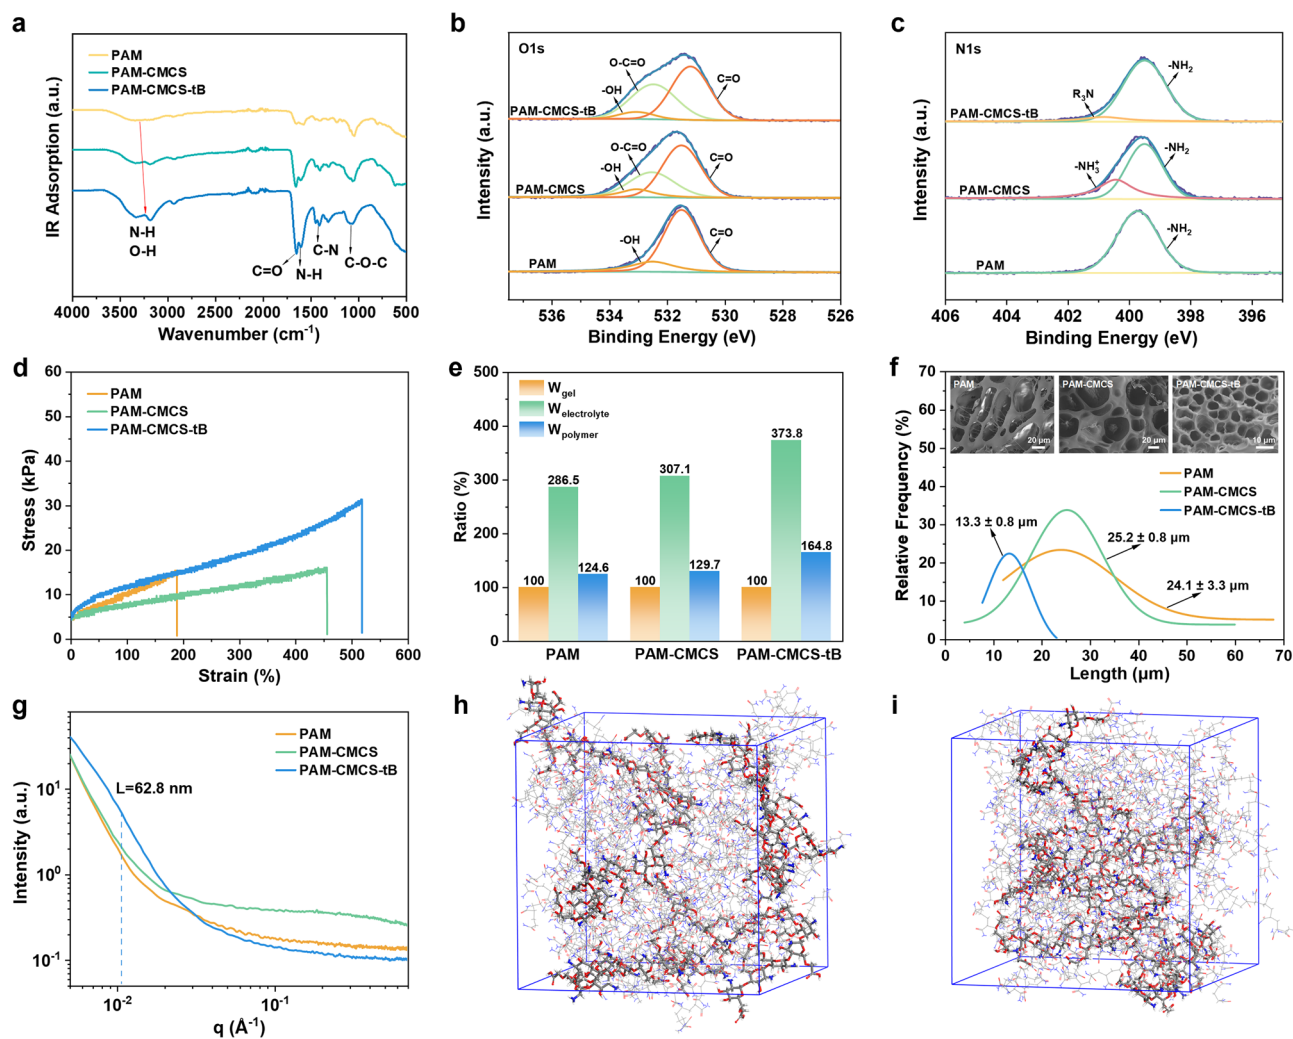 a
PAM
PAM-CMCS
PAM-CMCS-tB
IR Adsorption (a.u.)
N-H
O-H
C=O
N-H
C-N
C-O-C
4000 3500 3000 2500 2000 1500 1000 500
Wavenumber (cm-1)
b
O1s
O-C=O
-OH
C=O
PAM-CMCS-tB
O-C=O
-OH
C=O
PAM-CMCS
-OH
C=O
PAM
Intensity (a.u.)
536 534 532 530 528 526
Binding Energy (eV)
c
N1s
R3N
-NH2
PAM-CMCS-tB
-NH3+
-NH2
PAM-CMCS
-NH2
PAM
Intensity (a.u.)
406 404 402 400 398 396
Binding Energy (eV)
d
PAM
PAM-CMCS
PAM-CMCS-tB
Stress (kPa)
60
50
40
30
20
10
0
0 100 200 300 400 500 600
Strain (%)
e
Wgel
Welectrolyte
Wpolymer
Ratio (%)
500
400
300
200
100
0
100 286.5 124.6
100 307.1 129.7
100 373.8 164.8
PAM PAM-CMCS PAM-CMCS-tB
f
PAM
20 µm
PAM-CMCS
20 µm
PAM-CMCS-tB
10 µm
PAM
PAM-CMCS
PAM-CMCS-tB
13.3 ± 0.8 µm
25.2 ± 0.8 µm
24.1 ± 3.3 µm
Relative Frequency (%)
70
60
50
40
30
20
10
0
0 10 20 30 40 50 60 70
Length (µm)
g
PAM
PAM-CMCS
PAM-CMCS-tB
L=62.8 nm
Intensity (a.u.)
10^1
10^0
10^-1
10^-2 10^-1
q (Å-1)
h
i